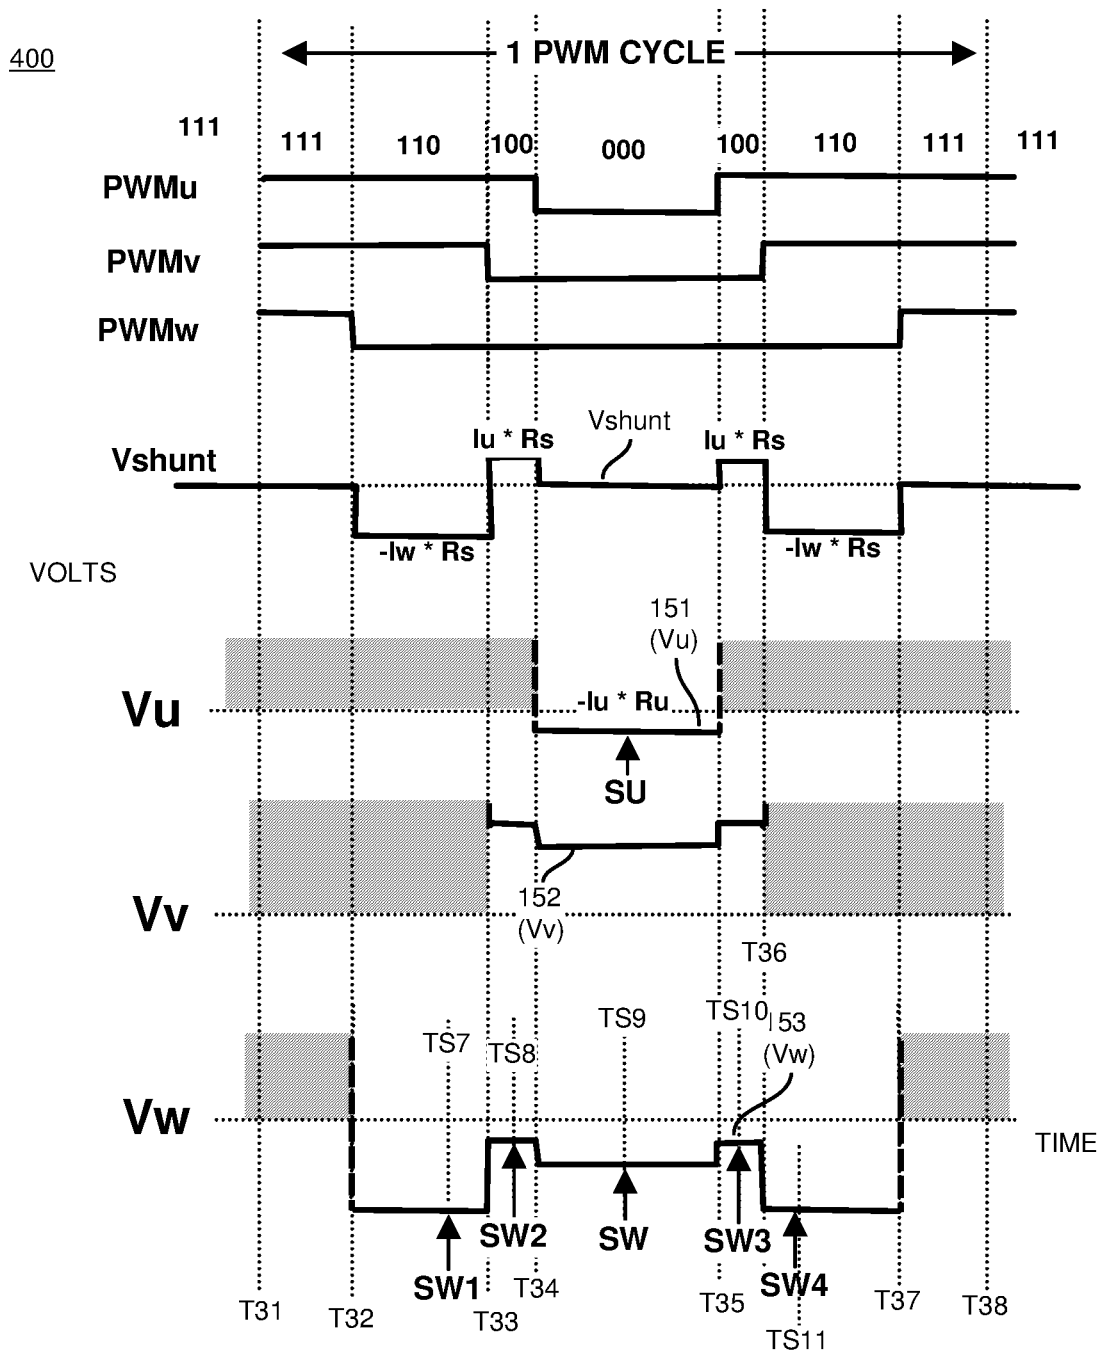 400
1 PWM CYCLE
111 111 110 100 000 100 110 111 111
PWMu
PWMv
PWMw
Iu * Rs Vshunt Iu * Rs
Vshunt
-Iw * Rs -Iw * Rs
VOLTS
151
(Vu)
Vu -Iu * Ru
SU
152
(Vv)
Vv
T36
TS7 TS8 TS9 TS10 153
(Vw)
Vw
TIME
SW1 SW2 SW SW3 SW4
T31 T32 T33 T34 T35 T37 T38
TS11